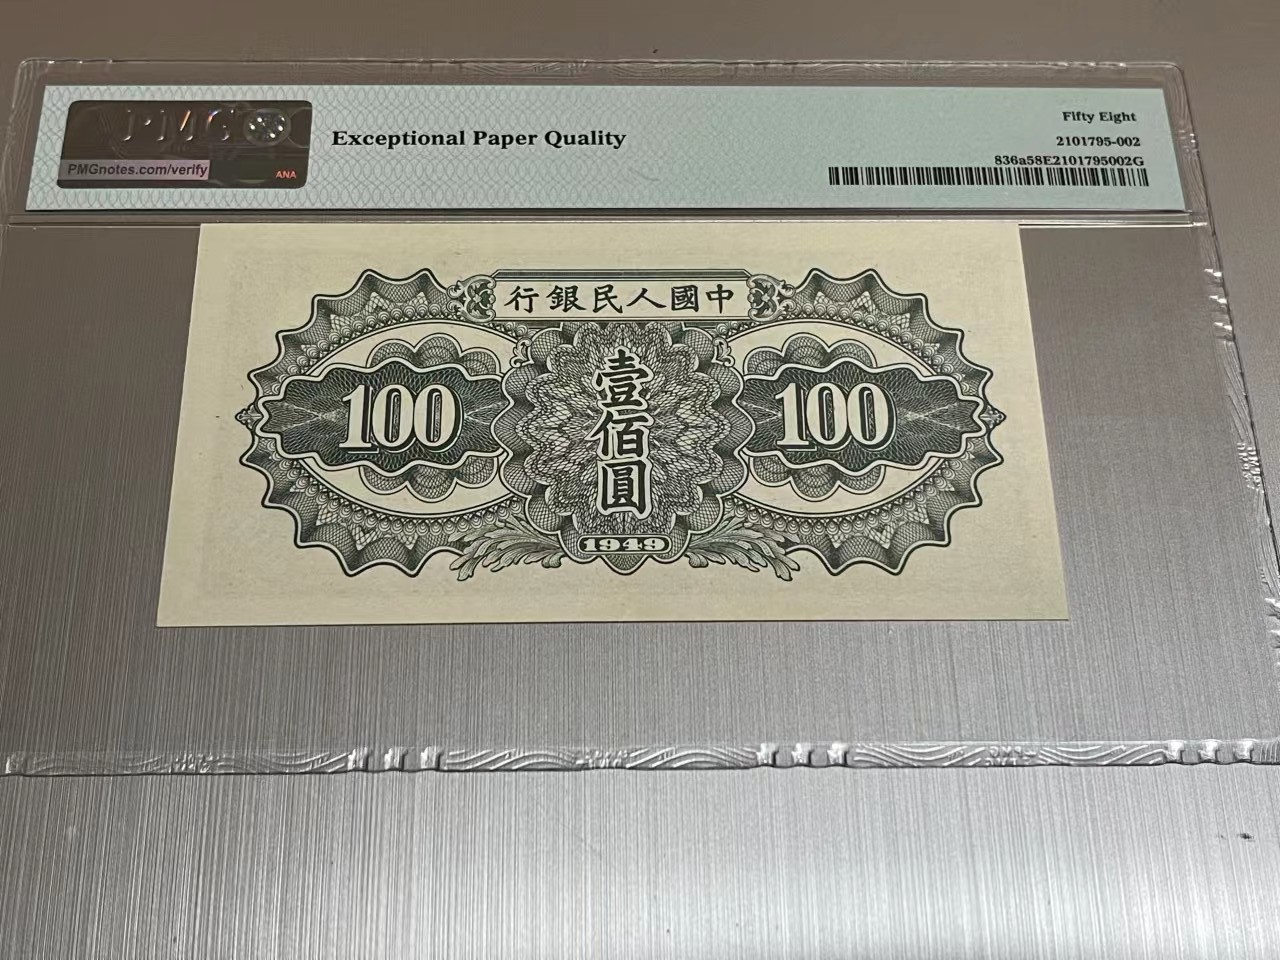 PMG
PMGnotes.com/verify
ANA
Exceptional Paper Quality
Fifty Eight
2101795-002
836a58E2101795002G
行銀民人國中
100
壹佰圓
100
1949